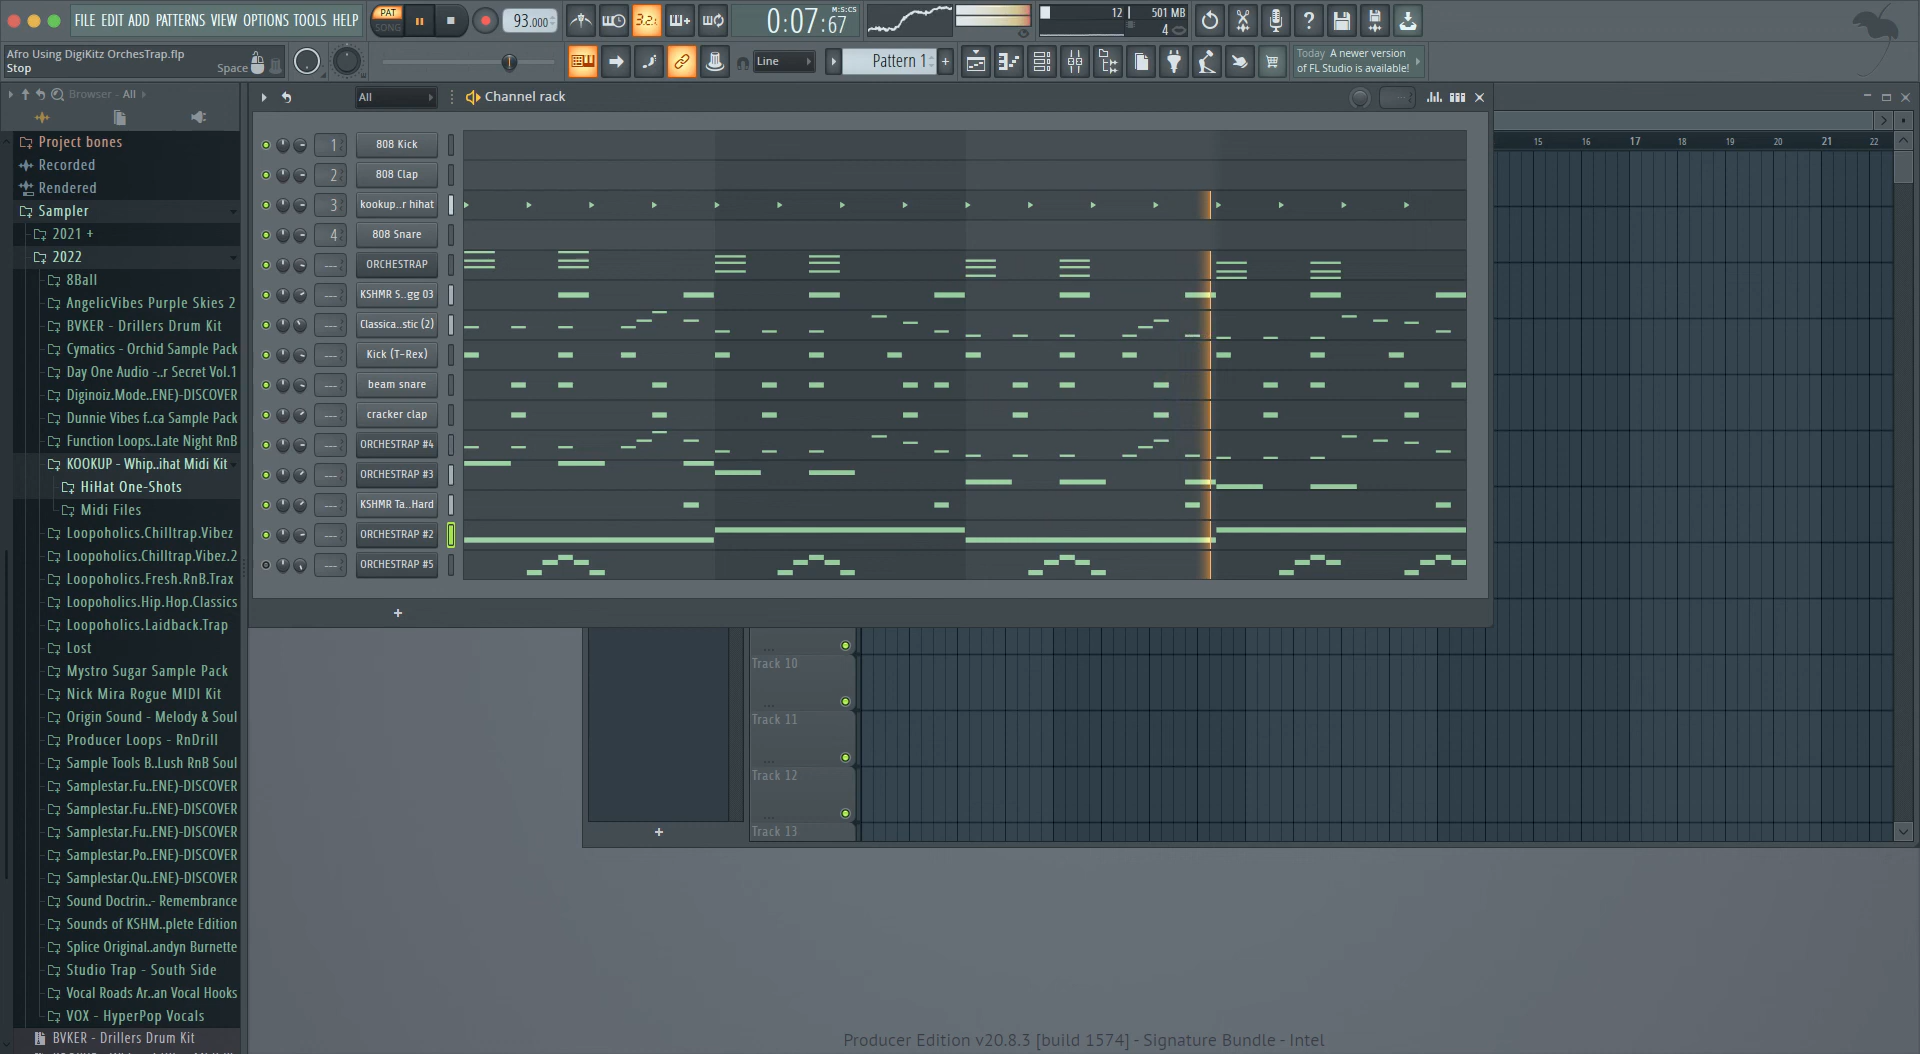 FILE EDIT ADD PATTERNS VIEW OPTIONS TOOLS HELP
PAT
SONG
93.000
3.2.
0:07:67
M:S:CS
12
501 MB
4
Afro Using DigiKitz OrchesTrap.flp
Stop
Space
Line
Pattern 1
+
Today A newer version
of FL Studio is available!
Browser - All
All
Channel rack
Project bones
Recorded
Rendered
Sampler
2021 +
2022
8Ball
AngelicVibes Purple Skies 2
BVKER - Drillers Drum Kit
Cymatics - Orchid Sample Pack
Day One Audio -..r Secret Vol.1
Diginoiz.Mode..ENE)-DISCOVER
Dunnie Vibes f..ca Sample Pack
Function Loops..Late Night RnB
KOOKUP - Whip..ihat Midi Kit
HiHat One-Shots
Midi Files
Loopoholics.Chilltrap.Vibez
Loopoholics.Chilltrap.Vibez.2
Loopoholics.Fresh.RnB.Trax
Loopoholics.Hip.Hop.Classics
Loopoholics.Laidback.Trap
Lost
Mystro Sugar Sample Pack
Nick Mira Rogue MIDI Kit
Origin Sound - Melody & Soul
Producer Loops - RnDrill
Sample Tools B..Lush RnB Soul
Samplestar.Fu..ENE)-DISCOVER
Samplestar.Fu..ENE)-DISCOVER
Samplestar.Fu..ENE)-DISCOVER
Samplestar.Po..ENE)-DISCOVER
Samplestar.Qu..ENE)-DISCOVER
Sound Doctrin..- Remembrance
Sounds of KSHM..plete Edition
Splice Original..andyn Burnette
Studio Trap - South Side
Vocal Roads Ar..an Vocal Hooks
VOX - HyperPop Vocals
BVKER - Drillers Drum Kit
1
808 Kick
2
808 Clap
3
kookup..r hihat
4
808 Snare
---
ORCHESTRAP
---
KSHMR S..gg 03
---
Classica..stic (2)
---
Kick (T-Rex)
---
beam snare
---
cracker clap
---
ORCHESTRAP #4
---
ORCHESTRAP #3
---
KSHMR Ta..Hard
---
ORCHESTRAP #2
---
ORCHESTRAP #5
+
15 16 17 18 19 20 21 22
...
Track 10
...
Track 11
...
Track 12
...
Track 13
+
Producer Edition v20.8.3 [build 1574] - Signature Bundle - Intel